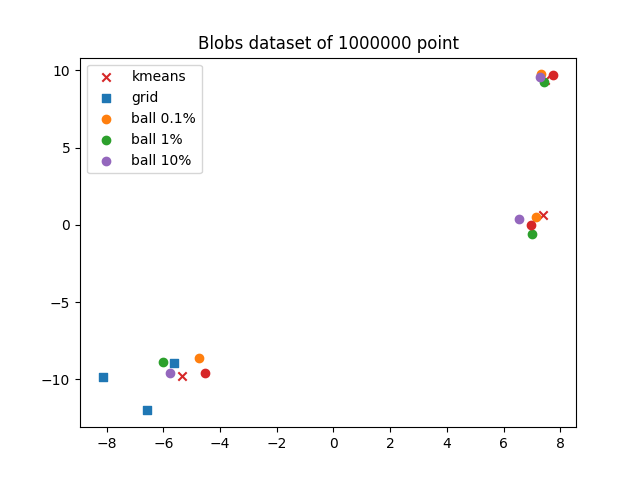 Blobs dataset of 1000000 point
10
5
0
−5
−10
kmeans
grid
ball 0.1%
ball 1%
ball 10%
−8 −6 −4 −2 0 2 4 6 8